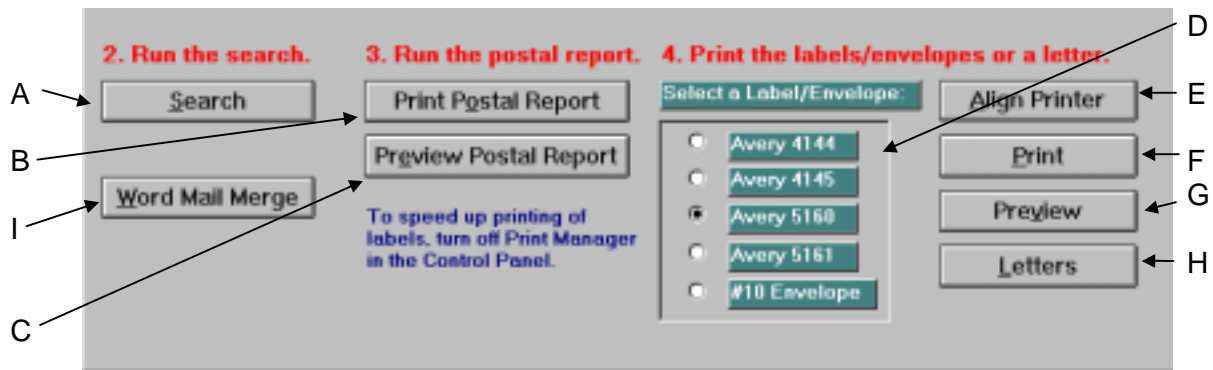 D
2. Run the search. 3. Run the postal report. 4. Print the labels/envelopes or a letter.
A Search Print Postal Report Select a Label/Envelope: Align Printer E
B Preview Postal Report Avery 4144 Print F
I Word Mail Merge Avery 4145 Preview G
To speed up printing of
labels, turn off Print Manager
in the Control Panel.
Avery 5160
Avery 5161 Letters H
#10 Envelope
C